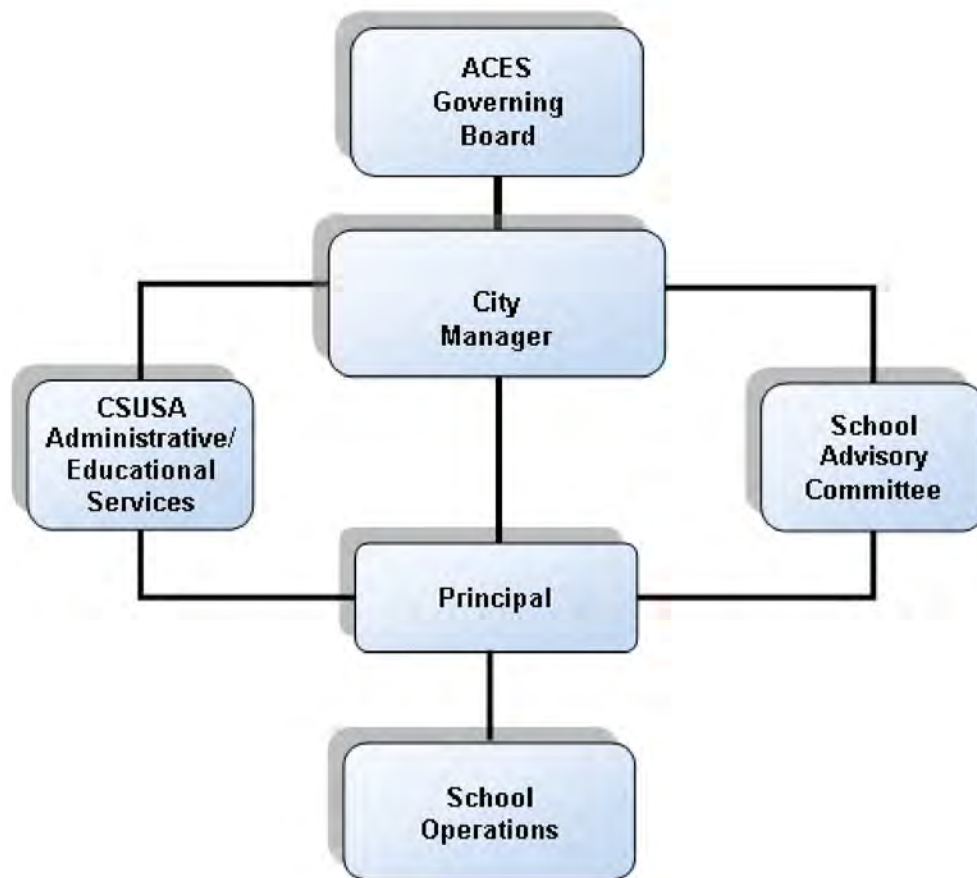 ACES
Governing
Board
City
Manager
CSUSA
Administrative/
Educational
Services
School
Advisory
Committee
Principal
School
Operations